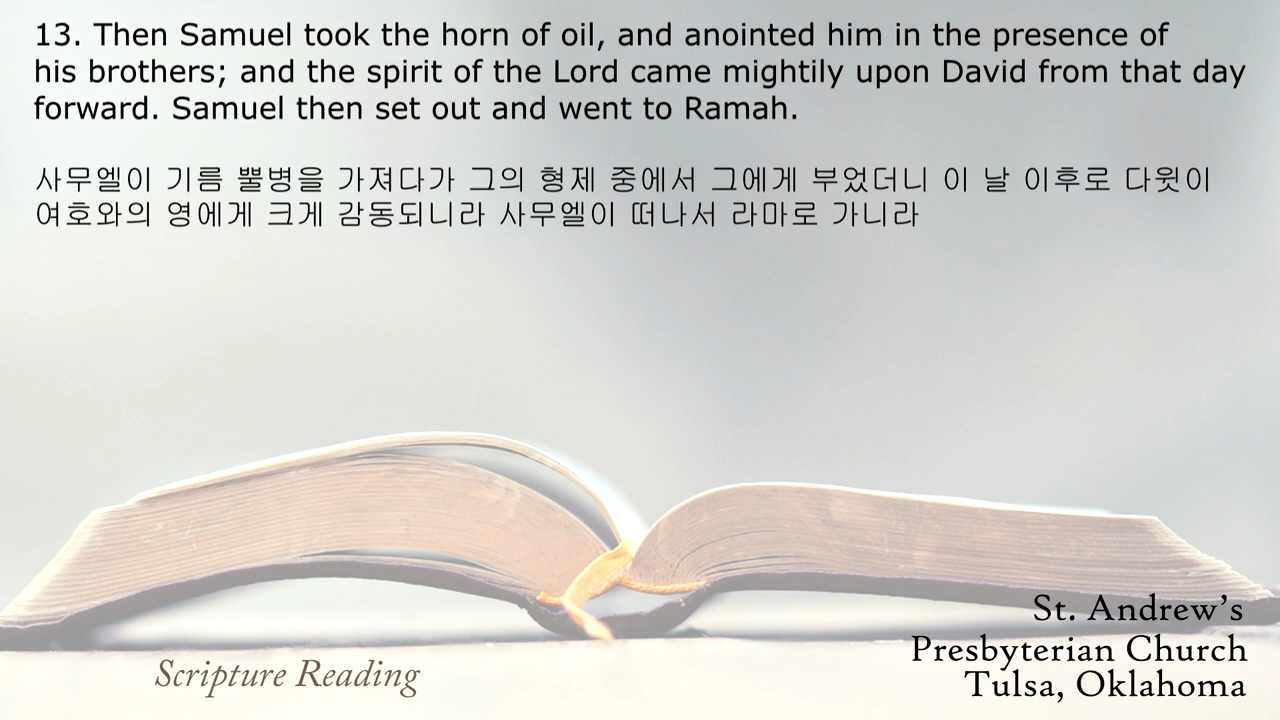 13. Then Samuel took the horn of oil, and anointed him in the presence of
his brothers; and the spirit of the Lord came mightily upon David from that day
forward. Samuel then set out and went to Ramah.
사무엘이 기름 뿔병을 가져다가 그의 형제 중에서 그에게 부었더니 이 날 이후로 다윗이
여호와의 영에게 크게 감동되니라 사무엘이 떠나서 라마로 가니라
St. Andrew’s
Presbyterian Church
Tulsa, Oklahoma
Scripture Reading